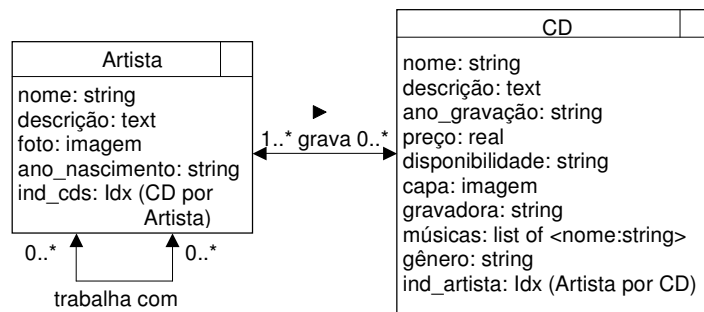 Artista
nome: string
descrição: text
foto: imagem
ano_nascimento: string
ind_cds: Idx (CD por
Artista)
0..*
0..*
trabalha com
1..* grava 0..*
CD
nome: string
descrição: text
ano_gravação: string
preço: real
disponibilidade: string
capa: imagem
gravadora: string
músicas: list of <nome:string>
gênero: string
ind_artista: Idx (Artista por CD)